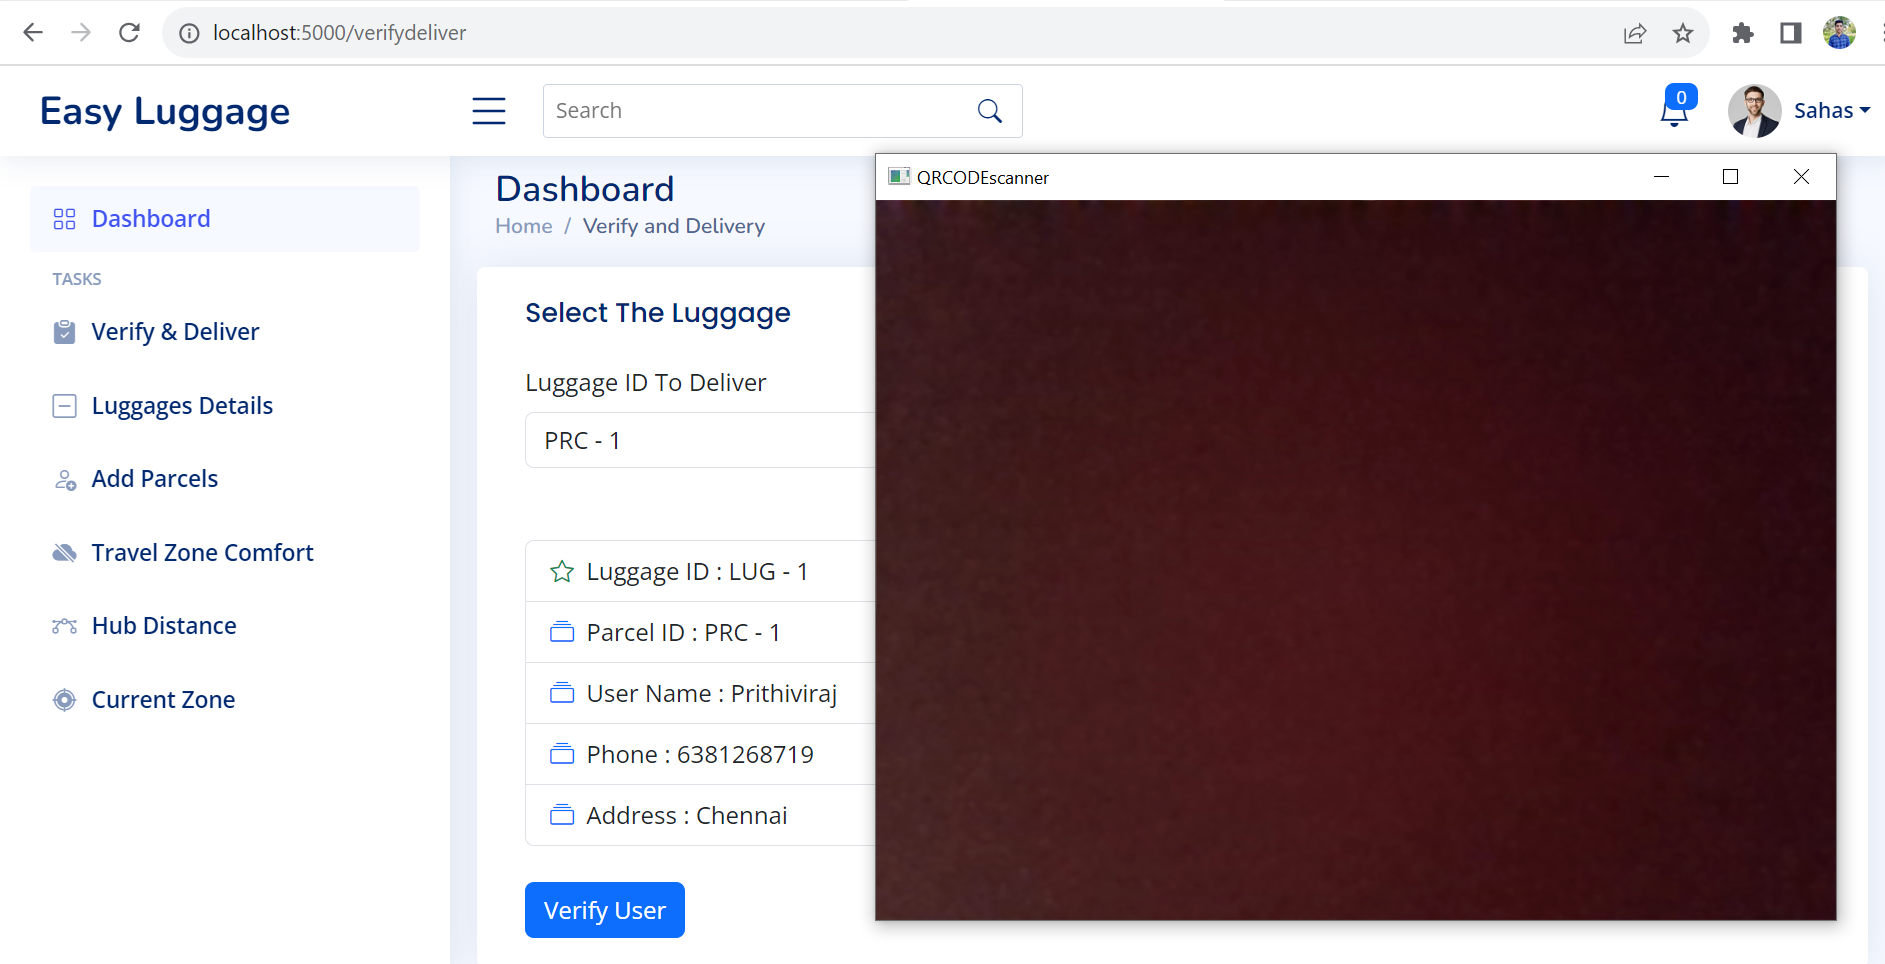 localhost:5000/verifydeliver
Easy Luggage
Search
0
Sahas
QRCODEscanner
Dashboard
Home / Verify and Delivery
Dashboard
TASKS
Verify & Deliver
Luggages Details
Add Parcels
Travel Zone Comfort
Hub Distance
Current Zone
Select The Luggage
Luggage ID To Deliver
PRC - 1
Luggage ID : LUG - 1
Parcel ID : PRC - 1
User Name : Prithiviraj
Phone : 6381268719
Address : Chennai
Verify User